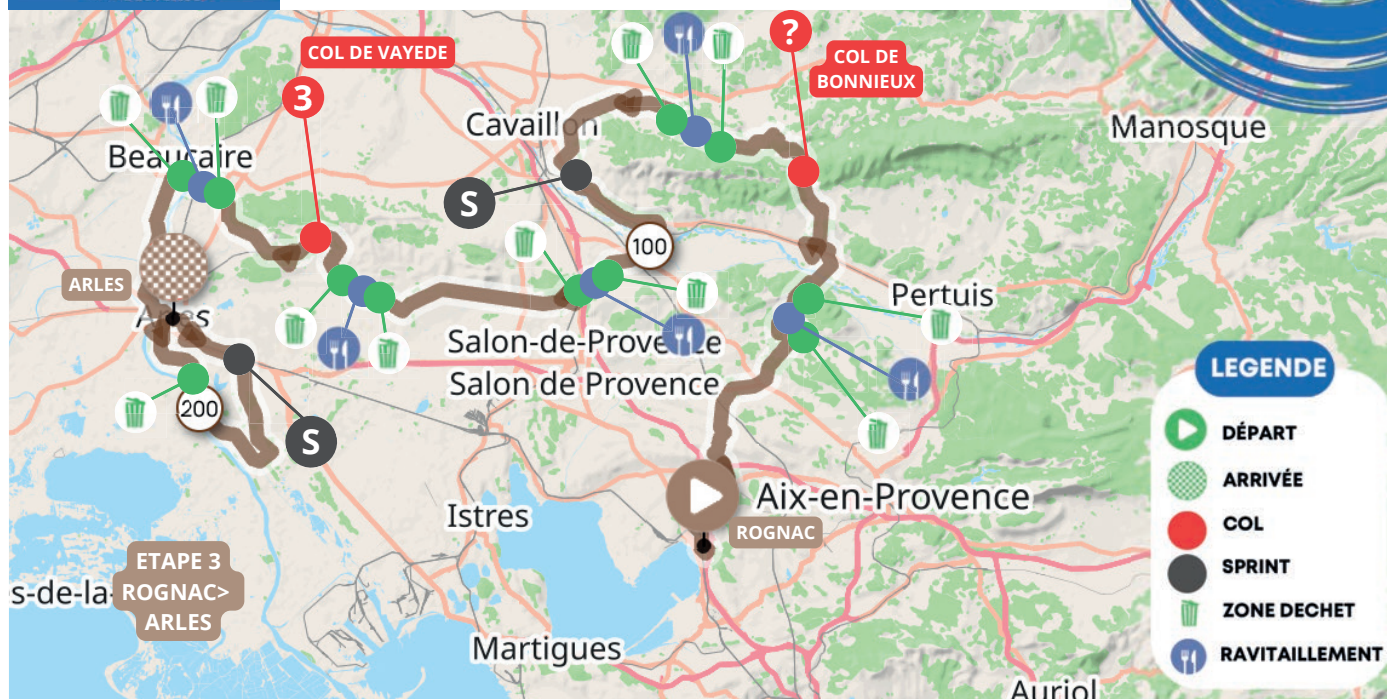 COL DE VAYEDE
3
?
COL DE
BONNIEUX
Cavaillon
Manosque
Beaucaire
S
100
ARLES
Arles
Pertuis
Salon-de-Provence
Salon de Provence
200
S
LEGENDE
DÉPART
ARRIVÉE
COL
SPRINT
ZONE DECHET
RAVITAILLEMENT
Aix-en-Provence
ROGNAC
Istres
ETAPE 3
ROGNAC>
ARLES
s-de-la-
Martigues
Auriol